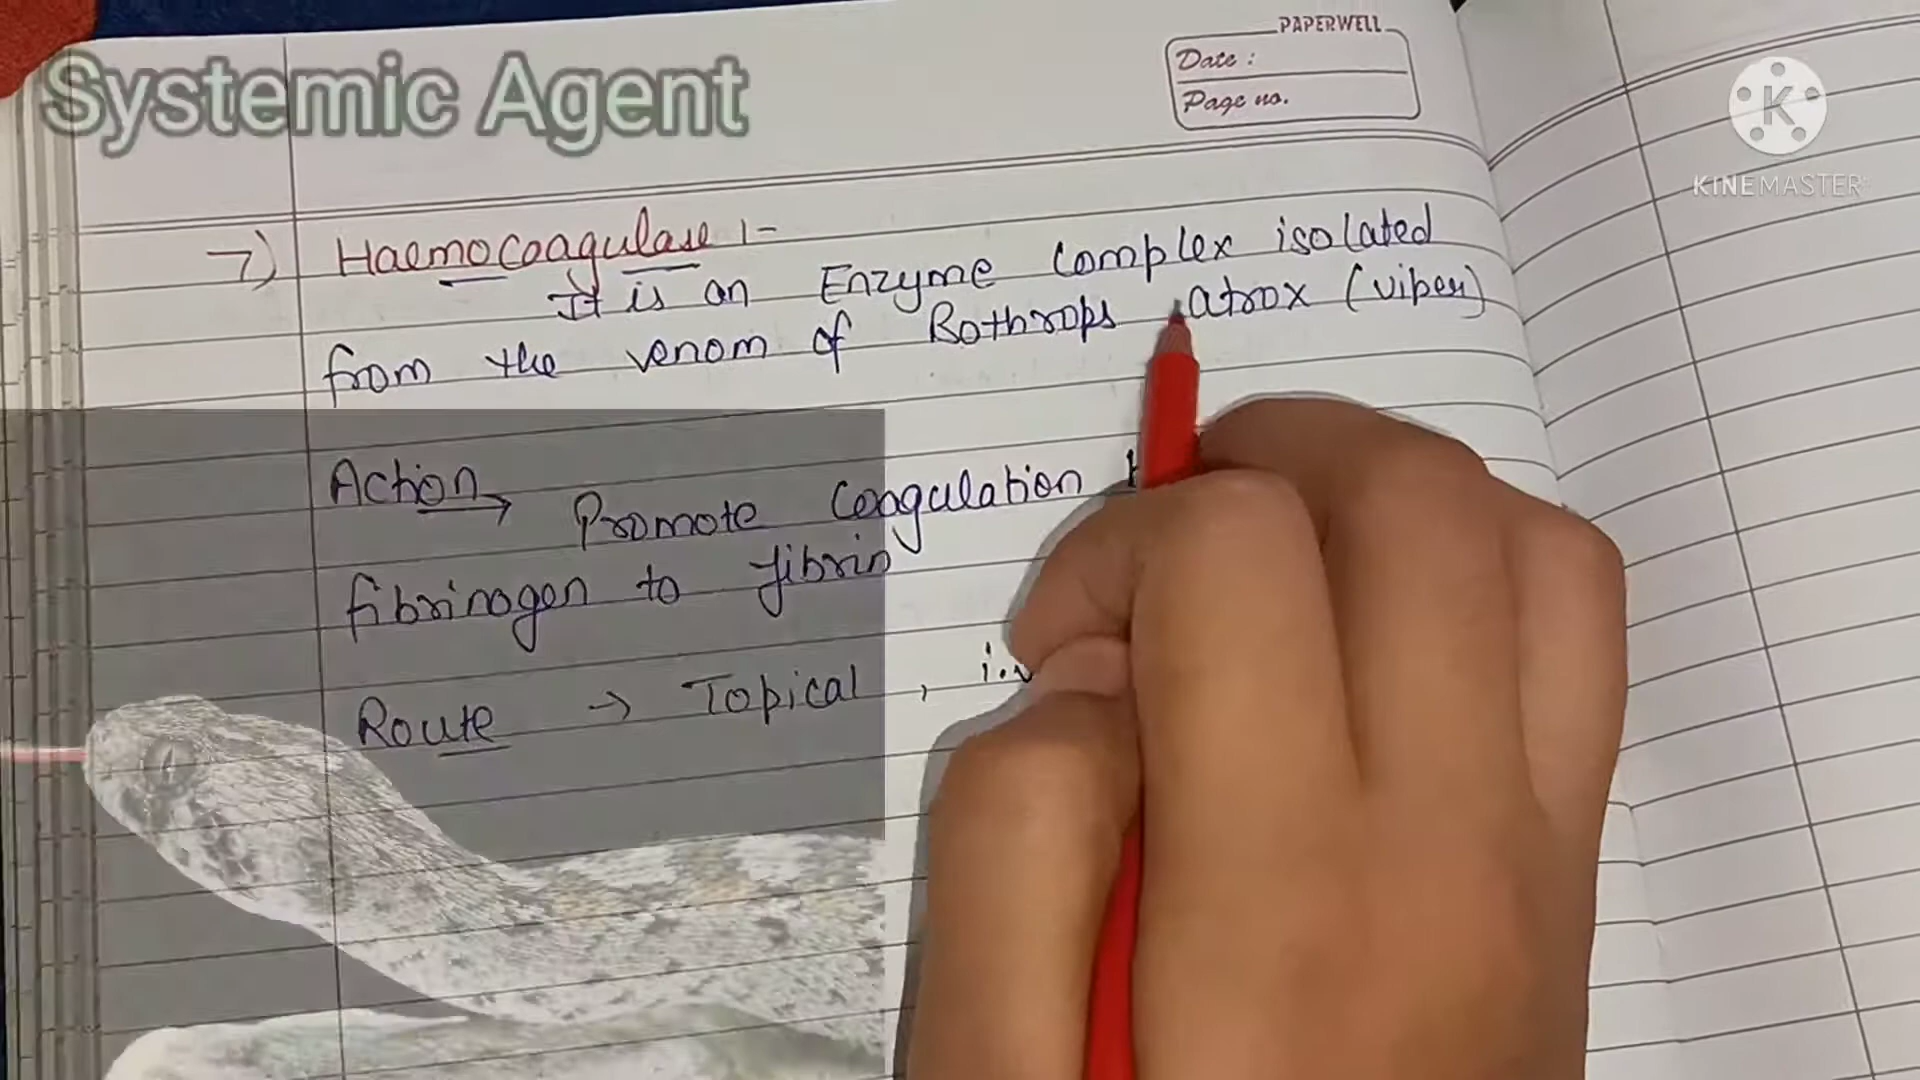 Systemic Agent
PAPERWELL
Date :
Page no.
KINEMASTER
7) Haemocoagulase :-
It is an Enzyme Complex isolated
from the venom of Bothrops atrox (viper)
Action → Promote Coagulation
fibrinogen to fibrin
Route → Topical , i.v